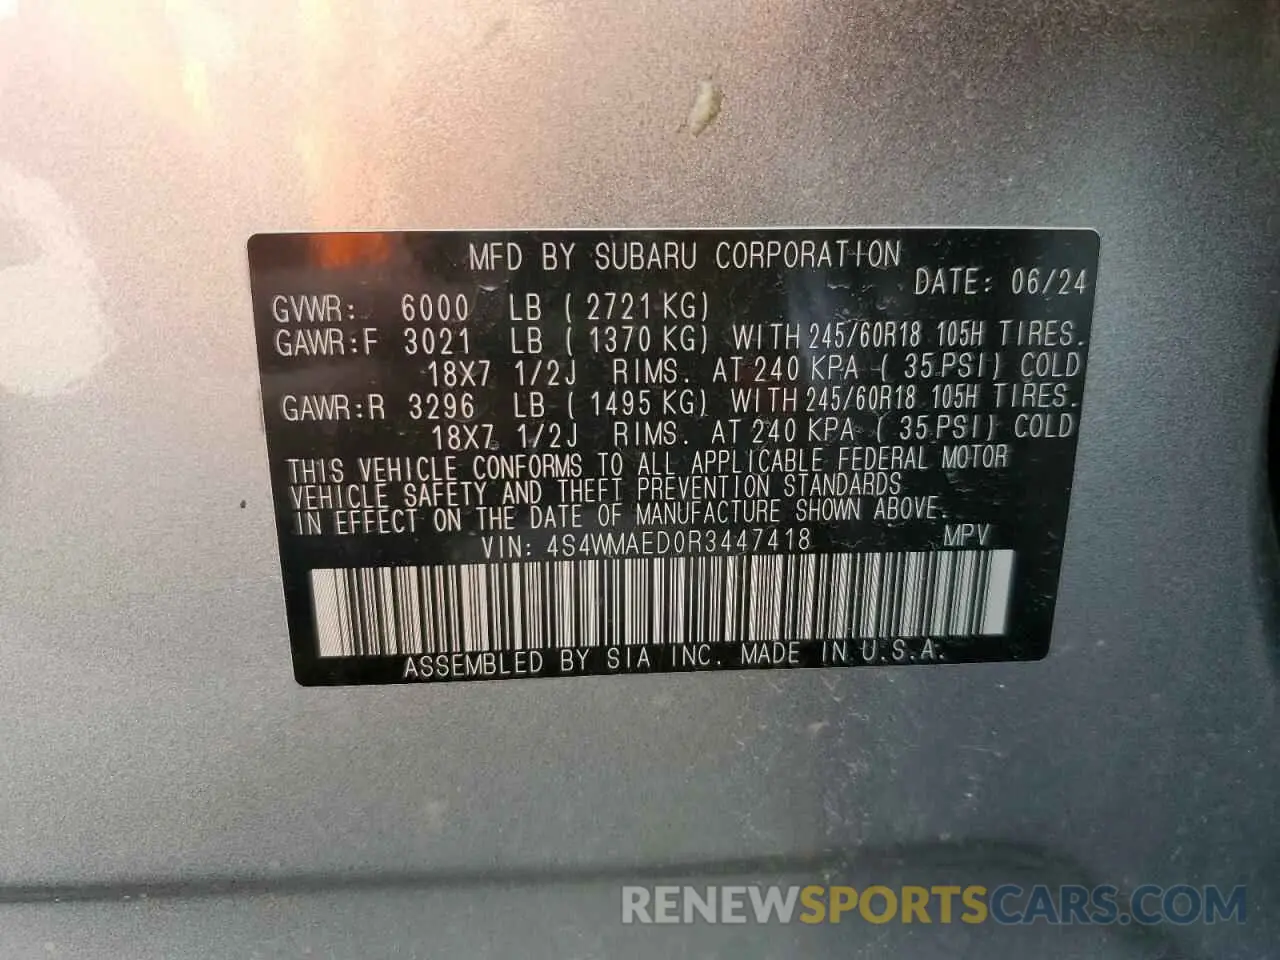 MFD BY SUBARU CORPORATION
DATE: 06/24
GVWR: 6000 LB ( 2721 KG)
GAWR:F 3021 LB ( 1370 KG) WITH 245/60R18 105H TIRES.
18X7 1/2J RIMS. AT 240 KPA ( 35 PSI) COLD
GAWR:R 3296 LB ( 1495 KG) WITH 245/60R18 105H TIRES.
18X7 1/2J RIMS. AT 240 KPA ( 35 PSI) COLD
THIS VEHICLE CONFORMS TO ALL APPLICABLE FEDERAL MOTOR
VEHICLE SAFETY AND THEFT PREVENTION STANDARDS
IN EFFECT ON THE DATE OF MANUFACTURE SHOWN ABOVE.
VIN: 4S4WMAED0R3447418 MPV
ASSEMBLED BY SIA INC. MADE IN U.S.A.
RENEWSPORTSCARS.COM